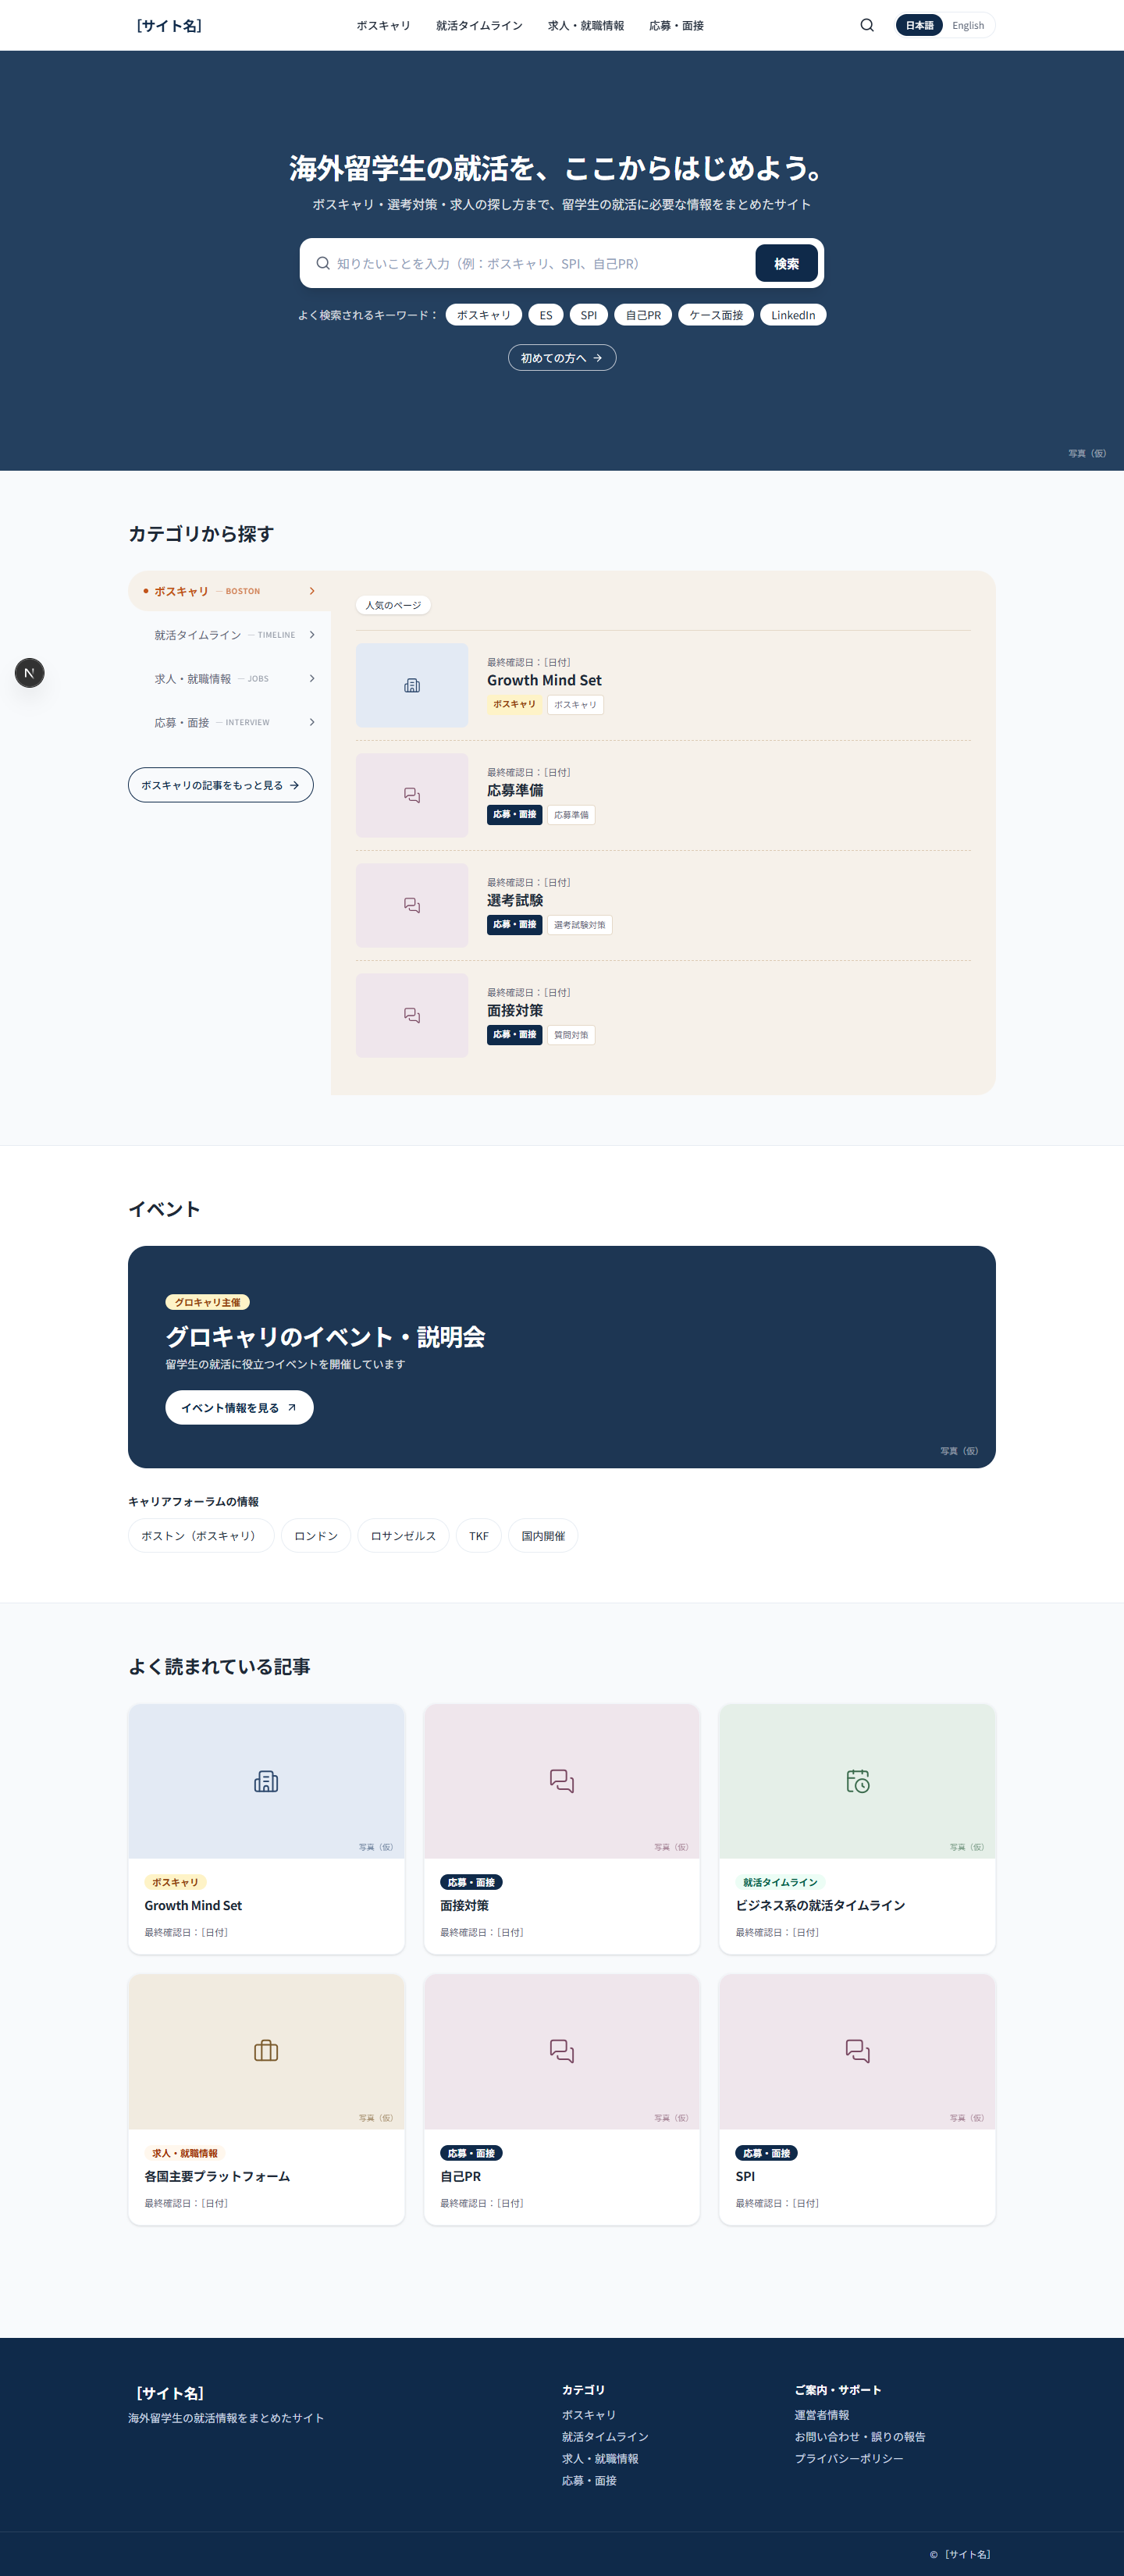 ［サイト名］
ボスキャリ 就活タイムライン 求人・就職情報 応募・面接
日本語 English
海外留学生の就活を、ここからはじめよう。
ボスキャリ・選考対策・求人の探し方まで、留学生の就活に必要な情報をまとめたサイト
知りたいことを入力（例：ボスキャリ、SPI、自己PR）
検索
よく検索されるキーワード： ボスキャリ ES SPI 自己PR ケース面接 LinkedIn
初めての方へ →
写真（仮）
カテゴリから探す
ボスキャリ — BOSTON
就活タイムライン — TIMELINE
求人・就職情報 — JOBS
応募・面接 — INTERVIEW
ボスキャリの記事をもっと見る →
人気のページ
最終確認日：［日付］
Growth Mind Set
ボスキャリ ボスキャリ
最終確認日：［日付］
応募準備
応募・面接 応募準備
最終確認日：［日付］
選考試験
応募・面接 選考試験対策
最終確認日：［日付］
面接対策
応募・面接 質問対策
N
イベント
グロキャリ主催
グロキャリのイベント・説明会
留学生の就活に役立つイベントを開催しています
イベント情報を見る
写真（仮）
キャリアフォーラムの情報
ボストン（ボスキャリ） ロンドン ロサンゼルス TKF 国内開催
よく読まれている記事
写真（仮）
ボスキャリ
Growth Mind Set
最終確認日：［日付］
写真（仮）
応募・面接
面接対策
最終確認日：［日付］
写真（仮）
就活タイムライン
ビジネス系の就活タイムライン
最終確認日：［日付］
写真（仮）
求人・就職情報
各国主要プラットフォーム
最終確認日：［日付］
写真（仮）
応募・面接
自己PR
最終確認日：［日付］
写真（仮）
応募・面接
SPI
最終確認日：［日付］
［サイト名］
海外留学生の就活情報をまとめたサイト
カテゴリ
ボスキャリ
就活タイムライン
求人・就職情報
応募・面接
ご案内・サポート
運営者情報
お問い合わせ・誤りの報告
プライバシーポリシー
© ［サイト名］